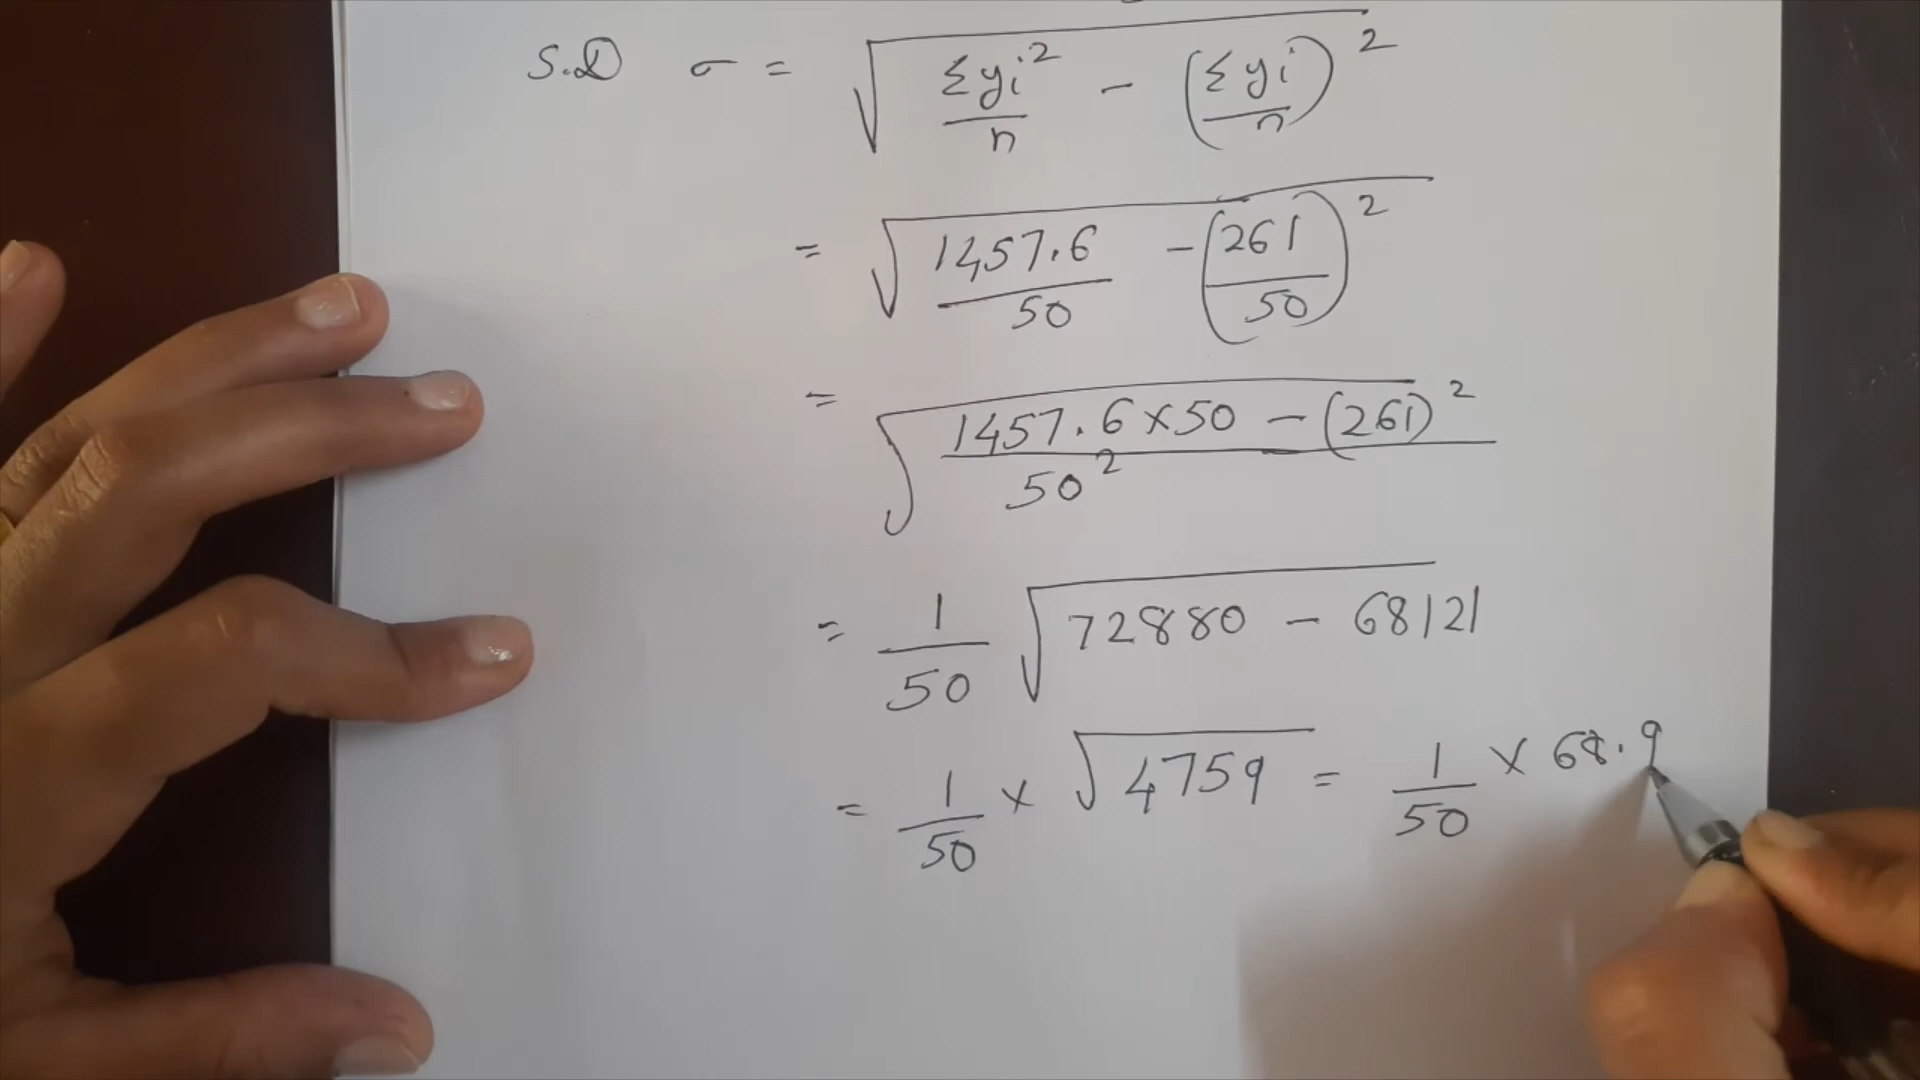 S.D σ = √ Σyi²/n - (Σyi/n)²
= √ 1457.6/50 - (261/50)²
= √ 1457.6×50 - (261)²/50²
= 1/50 √ 72880 - 68121
= 1/50 × √4759 = 1/50 × 68.9